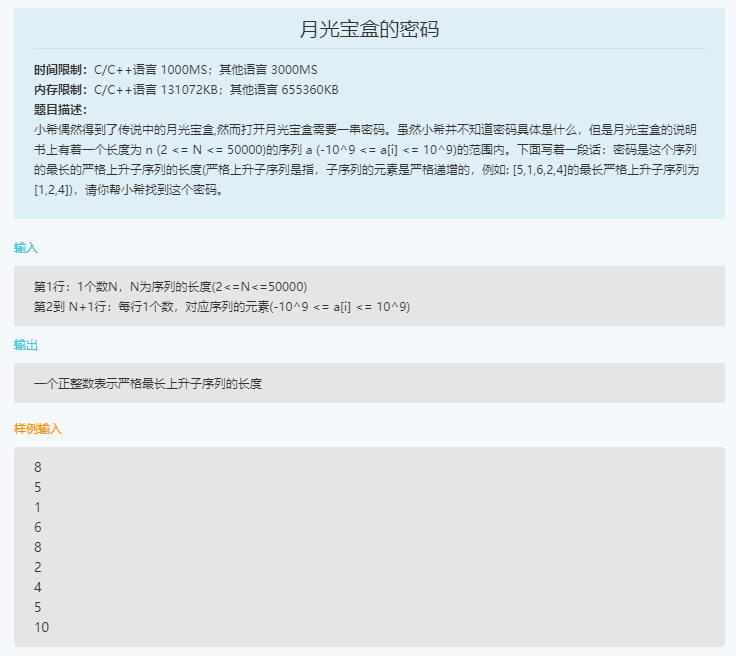 月光宝盒的密码
时间限制：C/C++语言 1000MS；其他语言 3000MS
内存限制：C/C++语言 131072KB；其他语言 655360KB
题目描述：
小希偶然得到了传说中的月光宝盒,然而打开月光宝盒需要一串密码。虽然小希并不知道密码具体是什么，但是月光宝盒的说明
书上有着一个长度为 n (2 <= N <= 50000)的序列 a (-10^9 <= a[i] <= 10^9)的范围内。下面写着一段话：密码是这个序列
的最长的严格上升子序列的长度(严格上升子序列是指，子序列的元素是严格递增的，例如: [5,1,6,2,4]的最长严格上升子序列为
[1,2,4])，请你帮小希找到这个密码。
输入
第1行：1个数N，N为序列的长度(2<=N<=50000)
第2到 N+1行：每行1个数，对应序列的元素(-10^9 <= a[i] <= 10^9)
输出
一个正整数表示严格最长上升子序列的长度
样例输入
8
5
1
6
8
2
4
5
10